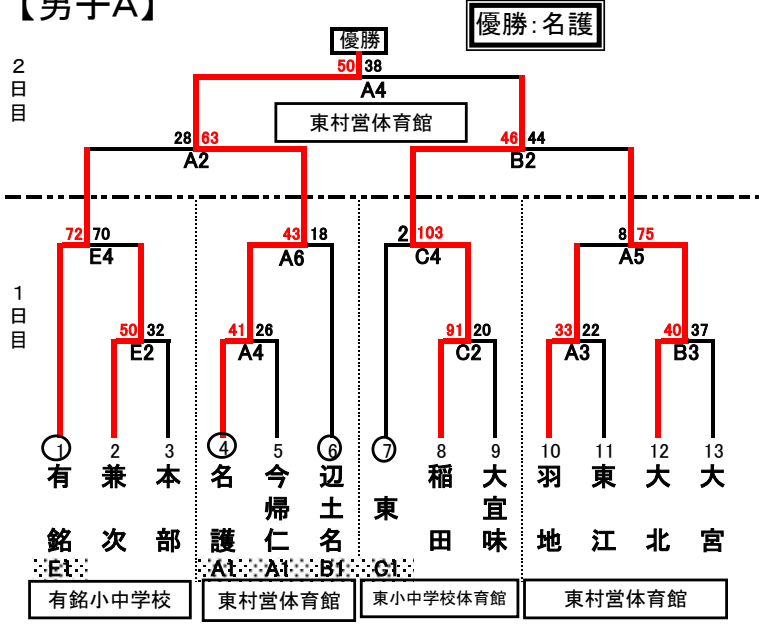 【男子A】
優勝:名護
優勝
50 38
A4
2日目
東村営体育館
28 63
A2
46 44
B2
72 70
E4
43 18
A6
2 103
C4
8 75
A5
1日目
50 32
E2
41 26
A4
91 20
C2
33 22
A3
40 37
B3
1 2 3 4 5 6 7 8 9 10 11 12 13
有銘
兼次
本部
名護
今帰仁
辺土名
東
稲田
大宜味
羽地
東江
大北
大宮
E1 A1 A1 B1 C1
有銘小中学校 東村営体育館 東小中学校体育館 東村営体育館